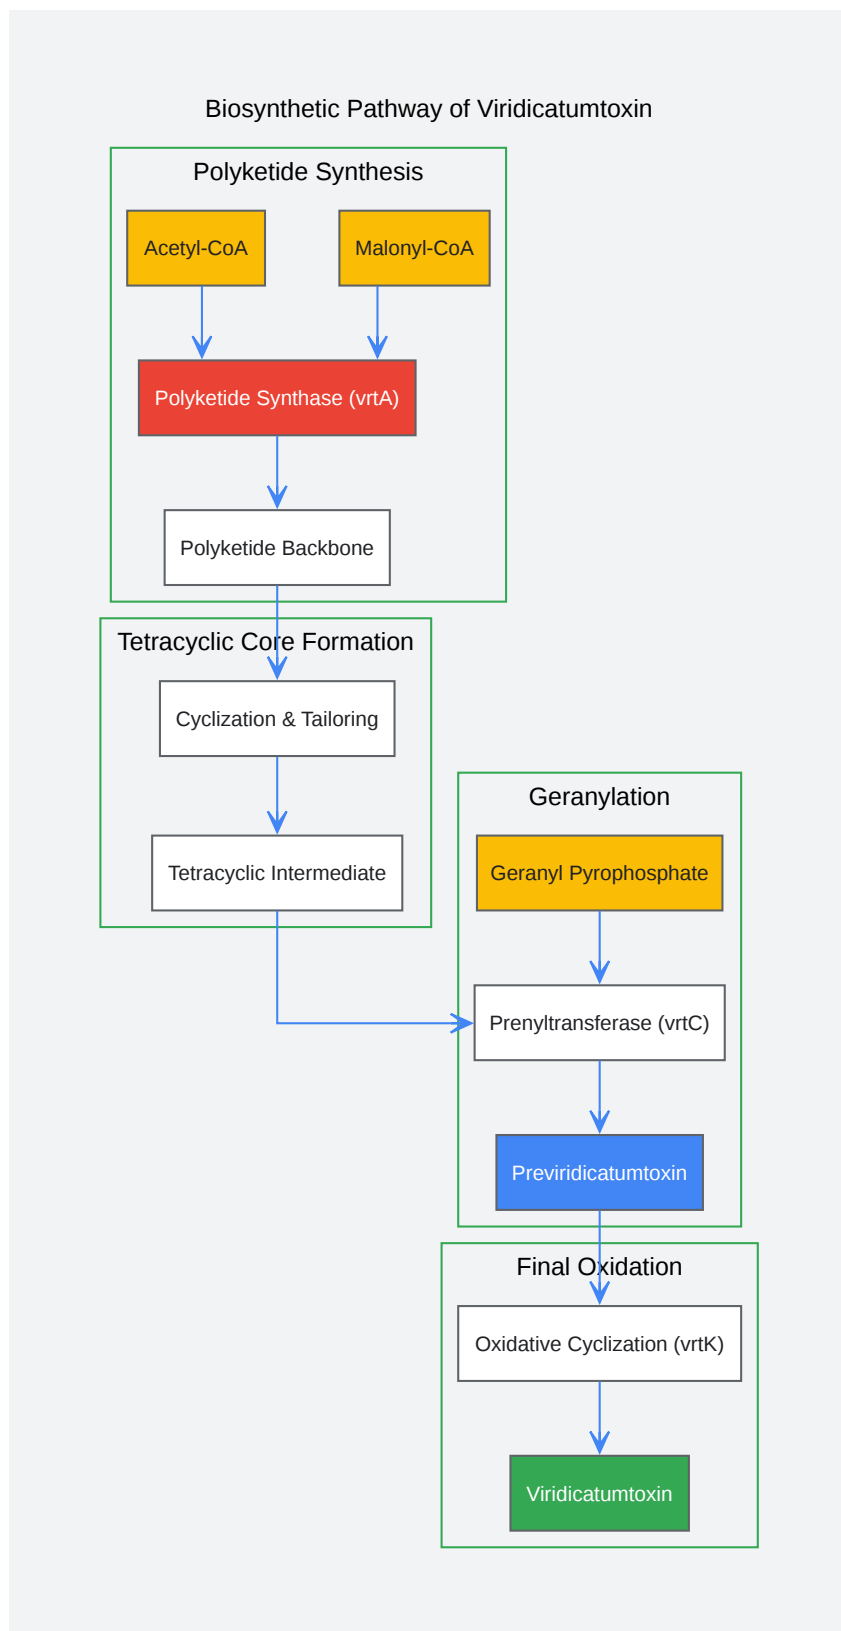 Biosynthetic Pathway of Viridicatumtoxin
Polyketide Synthesis
Acetyl-CoA
Malonyl-CoA
Polyketide Synthase (vrtA)
Polyketide Backbone
Tetracyclic Core Formation
Cyclization & Tailoring
Tetracyclic Intermediate
Geranylation
Geranyl Pyrophosphate
Prenyltransferase (vrtC)
Previridicatumtoxin
Final Oxidation
Oxidative Cyclization (vrtK)
Viridicatumtoxin